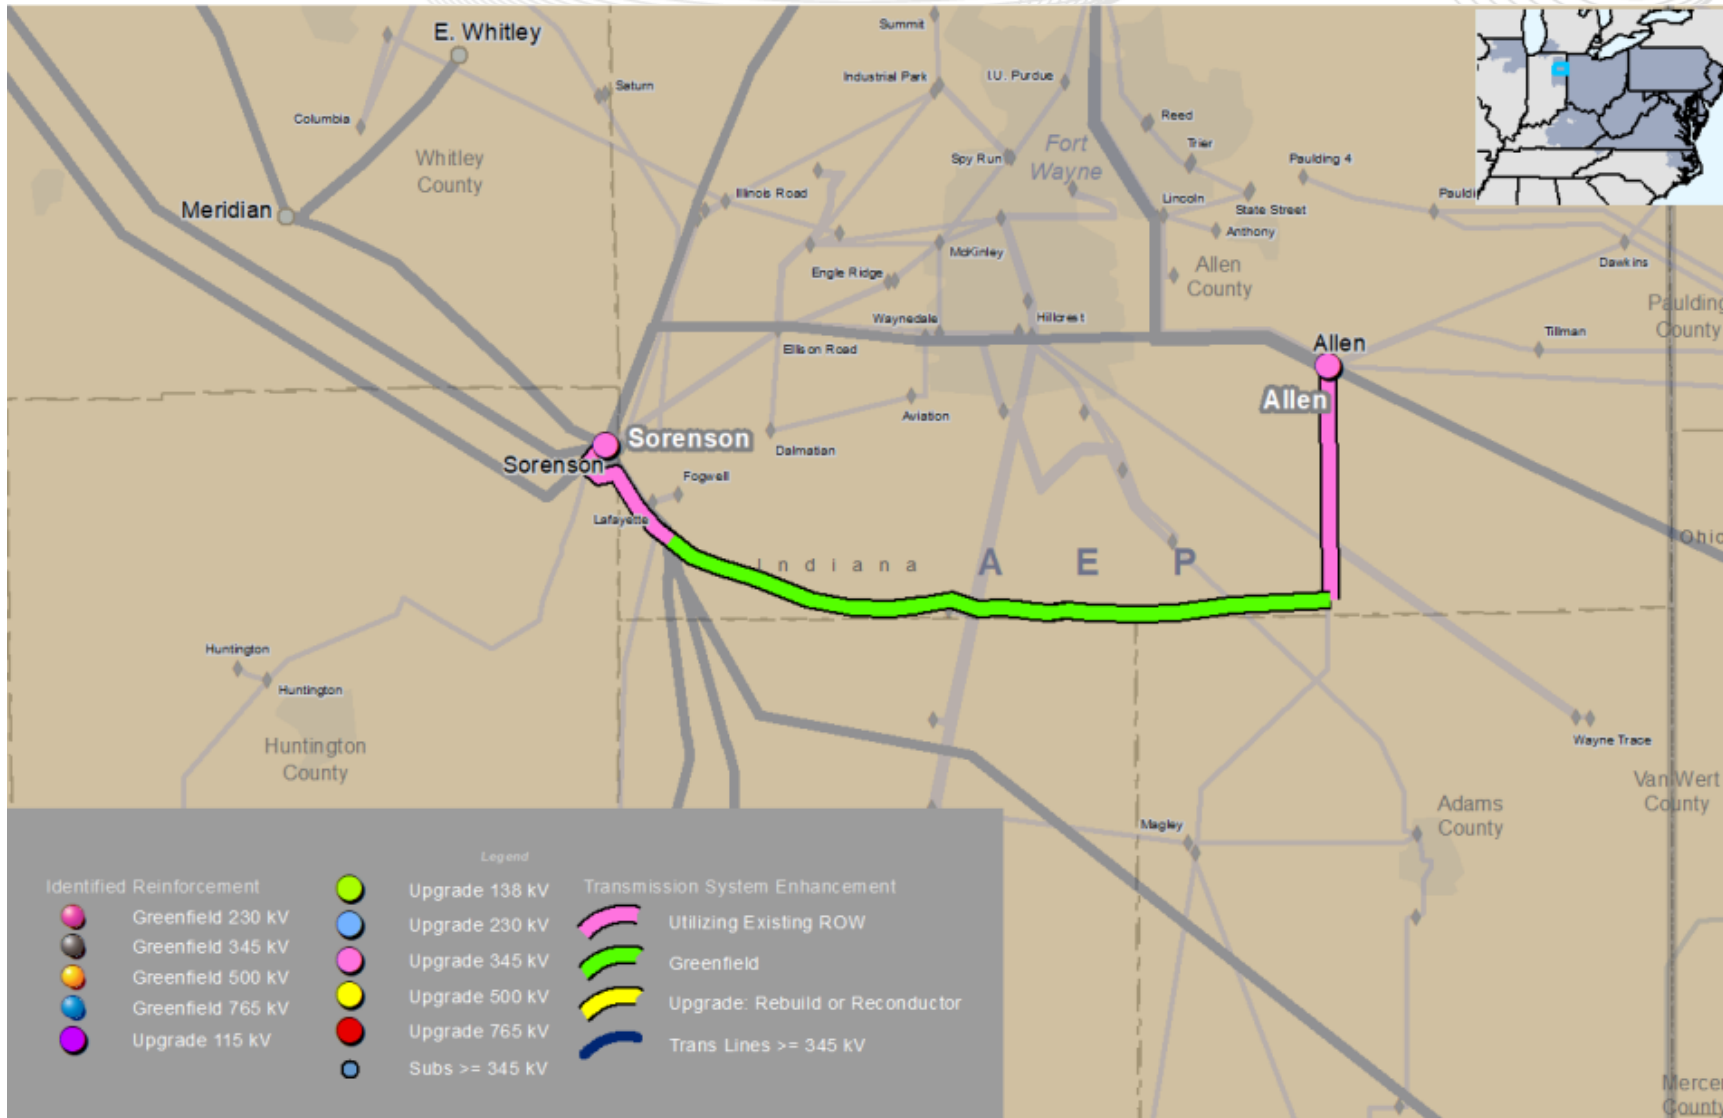 Summit
E. Whitley
Industrial Park
I.U. Purdue
Saturn
Columbia
Reed
Whitley
County
Fort
Wayne
Trier
Spy Run
Paulding 4
Illinois Road
Lincoln
State Street
Meridian
Anthony
McKinley
Engle Ridge
Allen
County
Dawkins
Paulding
County
Waynedale
Hillcrest
Tillman
Ellison Road
Allen
Allen
Aviation
Sorenson
Dalmatian
Sorenson
Fogwell
Lafayette
Indiana
A E P
Ohio
Huntington
Huntington
Huntington
County
Wayne Trace
Van Wert
County
Adams
County
Magley
Mercer
County
Legend
Identified Reinforcement
Greenfield 230 kV
Greenfield 345 kV
Greenfield 500 kV
Greenfield 765 kV
Upgrade 115 kV
Upgrade 138 kV
Upgrade 230 kV
Upgrade 345 kV
Upgrade 500 kV
Upgrade 765 kV
Subs >= 345 kV
Transmission System Enhancement
Utilizing Existing ROW
Greenfield
Upgrade: Rebuild or Reconductor
Trans Lines >= 345 kV